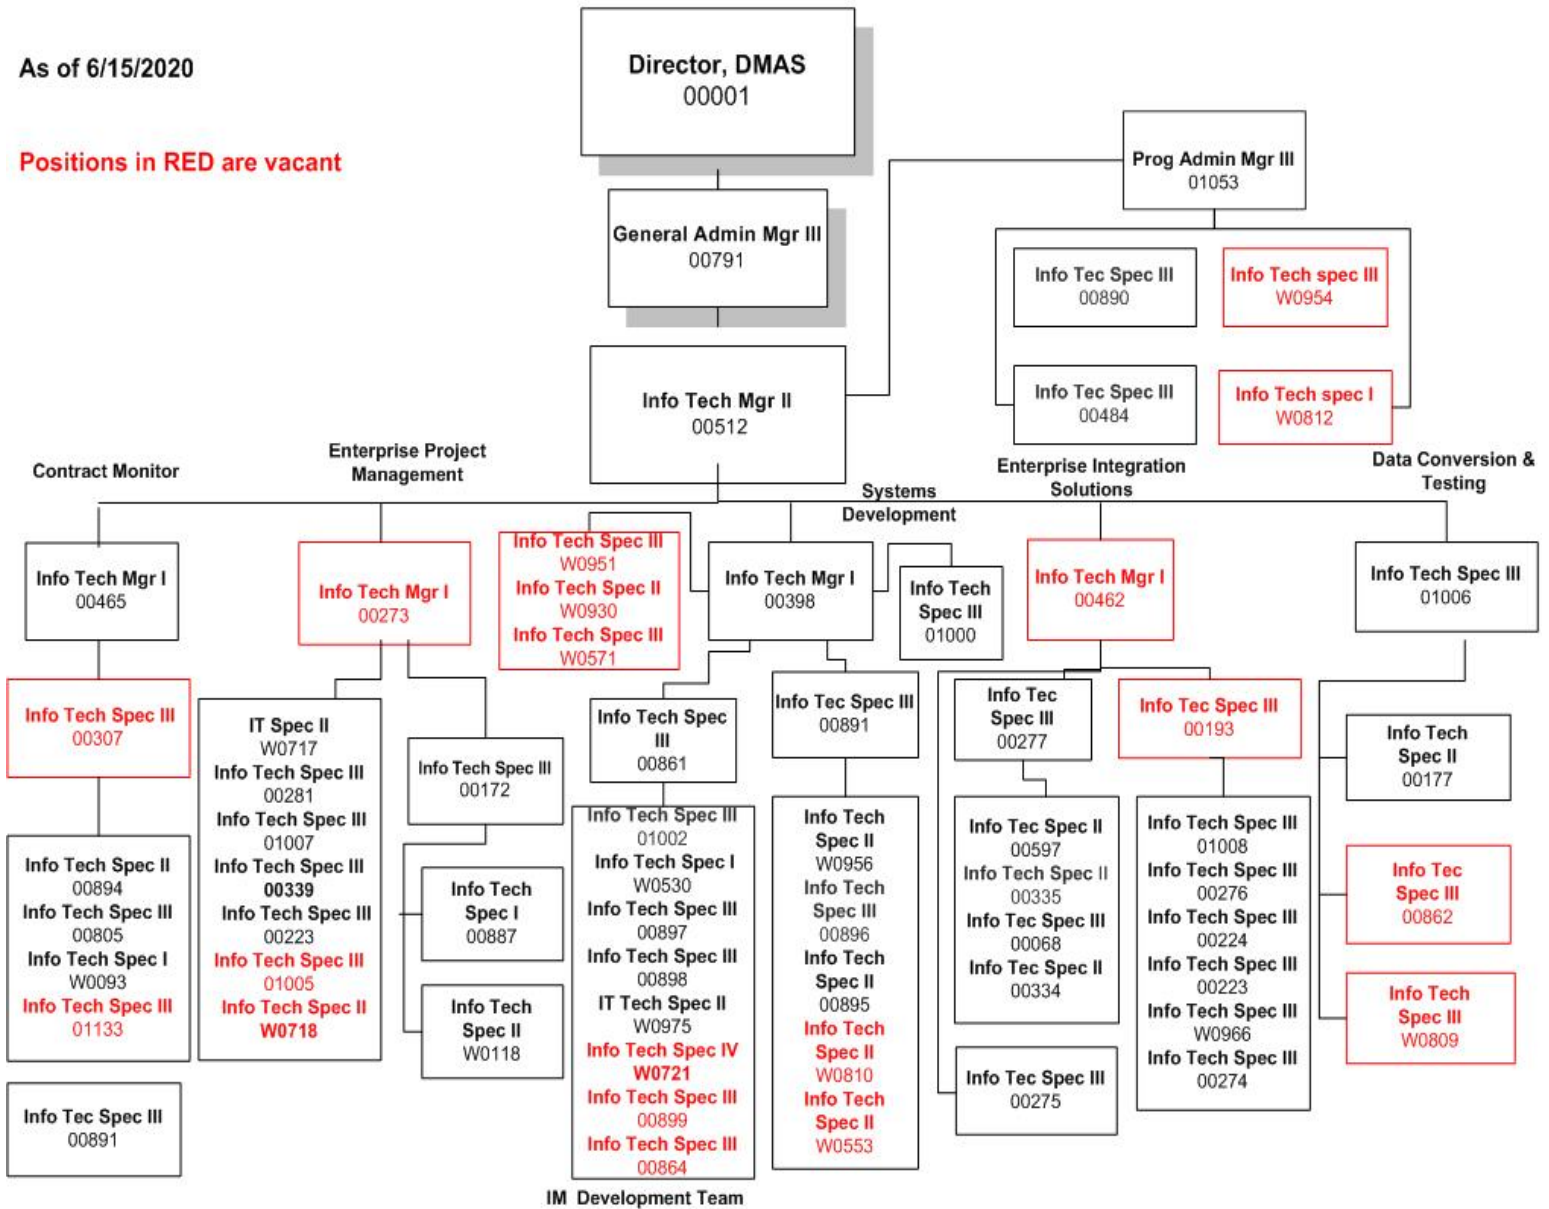 As of 6/15/2020
Positions in RED are vacant
Director, DMAS
00001
General Admin Mgr III
00791
Prog Admin Mgr III
01053
Info Tec Spec III
00890
Info Tech spec III
W0954
Info Tec Spec III
00484
Info Tech spec I
W0812
Info Tech Mgr II
00512
Contract Monitor
Enterprise Project
Management
Systems
Development
Enterprise Integration
Solutions
Data Conversion &
Testing
Info Tech Mgr I
00465
Info Tech Spec III
00307
Info Tech Spec II
00894
Info Tech Spec III
00805
Info Tech Spec I
W0093
Info Tech Spec III
01133
Info Tec Spec III
00891
Info Tech Mgr I
00273
IT Spec II
W0717
Info Tech Spec III
00281
Info Tech Spec III
01007
Info Tech Spec III
00339
Info Tech Spec III
00223
Info Tech Spec III
01005
Info Tech Spec II
W0718
Info Tech Spec III
00172
Info Tech
Spec I
00887
Info Tech
Spec II
W0118
Info Tech Spec III
W0951
Info Tech Spec II
W0930
Info Tech Spec III
W0571
Info Tech Mgr I
00398
Info Tech
Spec III
01000
Info Tech Spec
III
00861
Info Tech Spec III
01002
Info Tech Spec I
W0530
Info Tech Spec III
00897
Info Tech Spec III
00898
IT Tech Spec II
W0975
Info Tech Spec IV
W0721
Info Tech Spec III
00899
Info Tech Spec III
00864
IM Development Team
Info Tec Spec III
00891
Info Tech
Spec II
W0956
Info Tech
Spec III
00896
Info Tech
Spec II
00895
Info Tech
Spec II
W0810
Info Tech
Spec II
W0553
Info Tech Mgr I
00462
Info Tec
Spec III
00277
Info Tec Spec II
00597
Info Tech Spec II
00335
Info Tec Spec III
00068
Info Tec Spec II
00334
Info Tec Spec III
00275
Info Tec Spec III
00193
Info Tech Spec III
01008
Info Tech Spec III
00276
Info Tech Spec III
00224
Info Tech Spec III
00223
Info Tech Spec III
W0966
Info Tech Spec III
00274
Info Tech Spec III
01006
Info Tech
Spec II
00177
Info Tec
Spec III
00862
Info Tech
Spec III
W0809